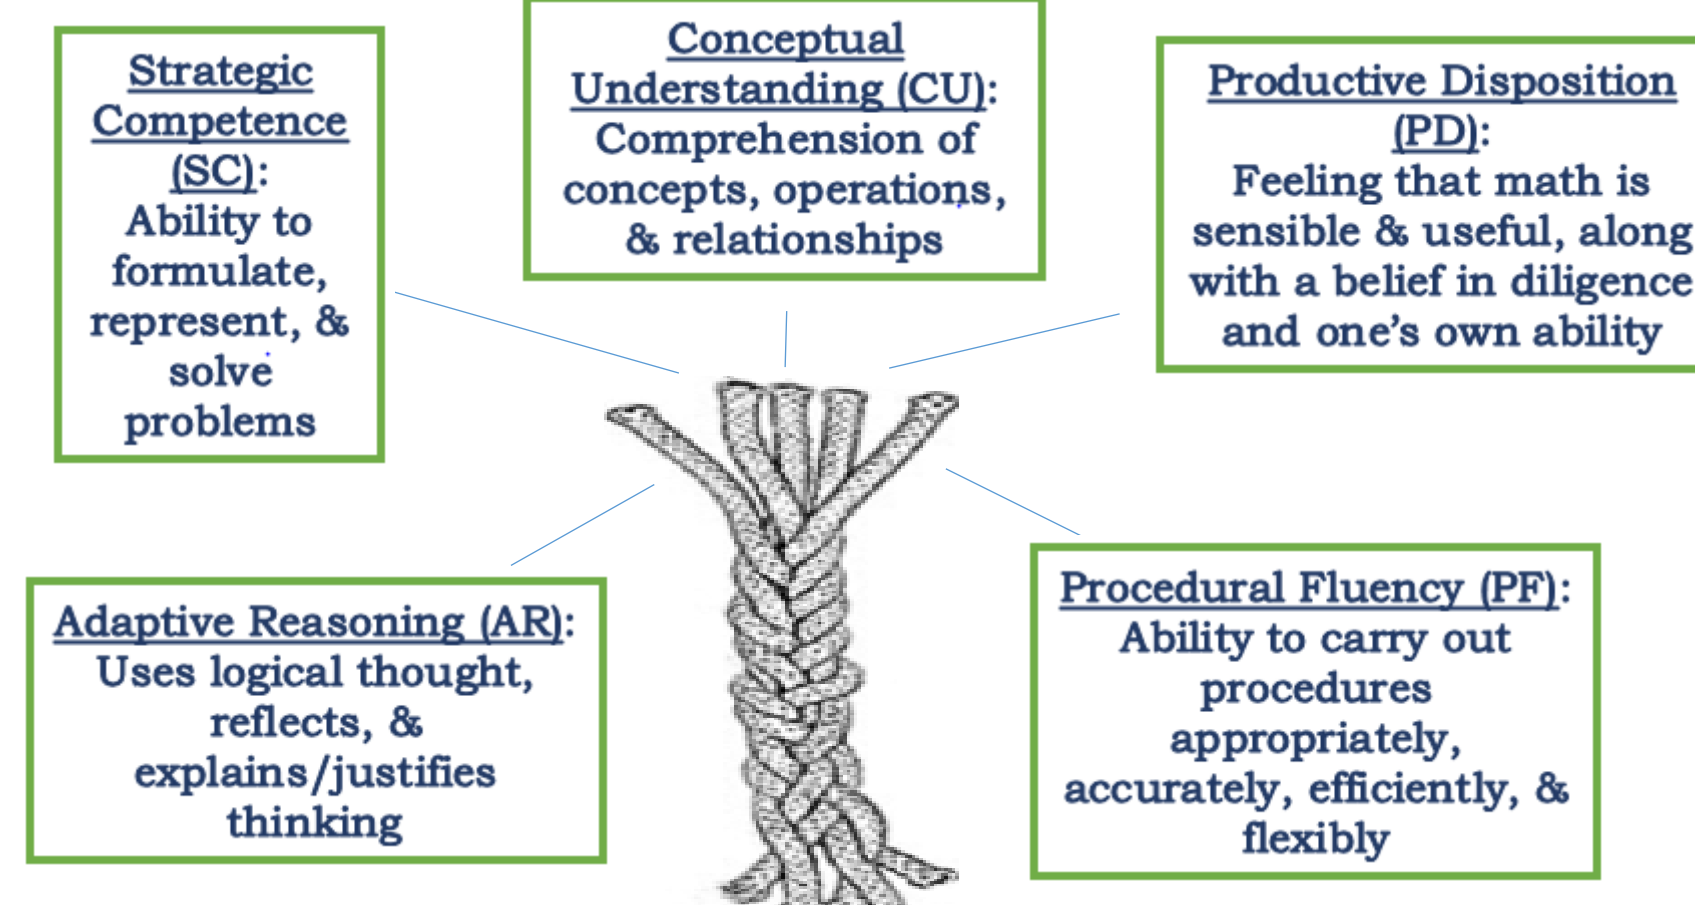 Strategic
Competence
(SC):
Ability to
formulate,
represent, &
solve
problems
Conceptual
Understanding (CU):
Comprehension of
concepts, operations,
& relationships
Productive Disposition
(PD):
Feeling that math is
sensible & useful, along
with a belief in diligence
and one's own ability
Adaptive Reasoning (AR):
Uses logical thought,
reflects, &
explains/justifies
thinking
Procedural Fluency (PF):
Ability to carry out
procedures
appropriately,
accurately, efficiently, &
flexibly